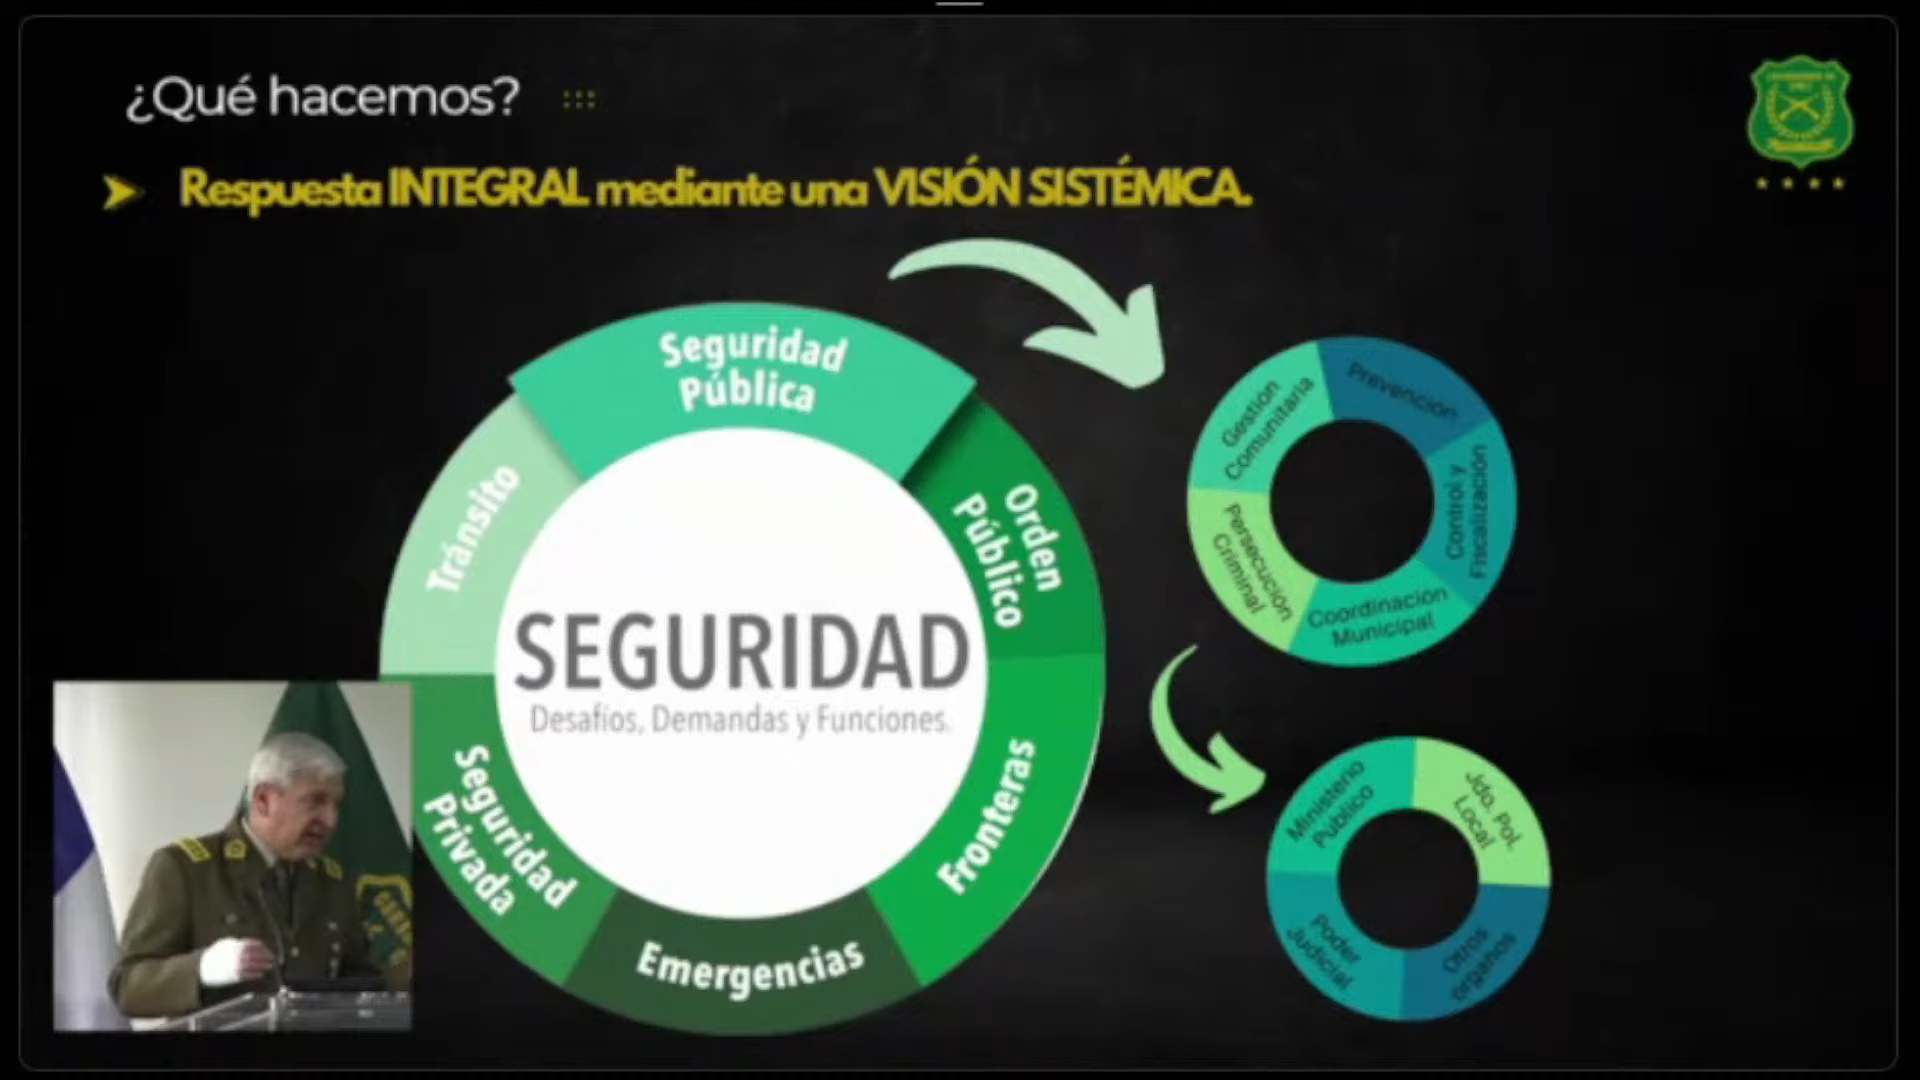 ¿Qué hacemos?
Respuesta INTEGRAL mediante una VISIÓN SISTÉMICA.
Seguridad
Pública
Orden
Público
Fronteras
Emergencias
Seguridad
Privada
Tránsito
SEGURIDAD
Desafíos, Demandas y Funciones.
Prevención
Control y
Fiscalización
Coordinación
Municipal
Persecución
Criminal
Gestión
Comunitaria
Jdo. Pol.
Local
Otros
órganos
Poder
Judicial
Ministerio
Público